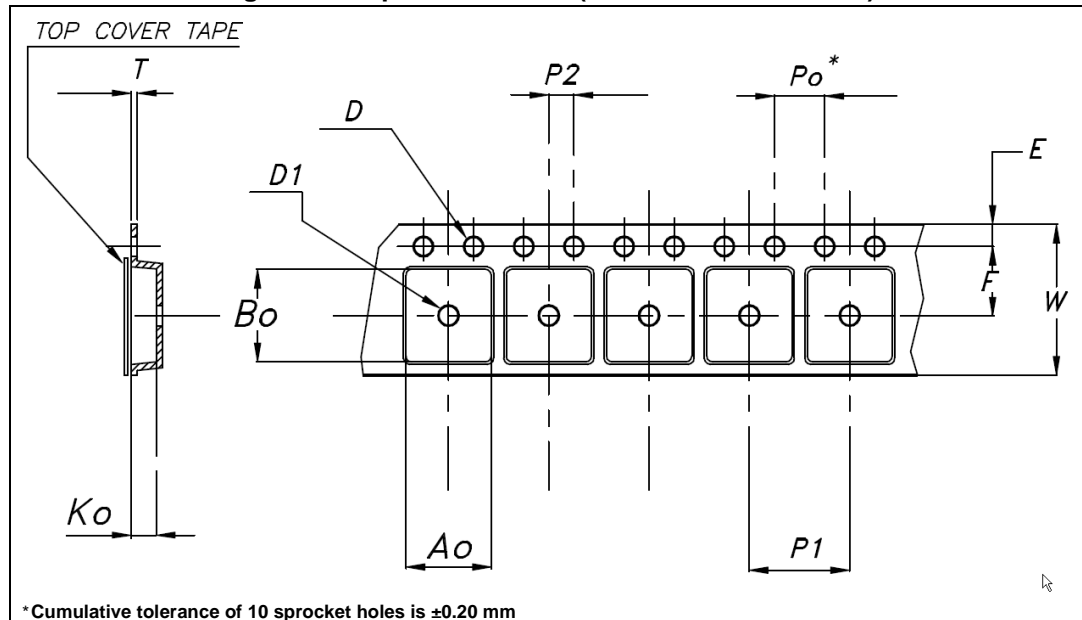 TOP COVER TAPE
T
P2
Po*
D
E
D1
F
W
Bo
Ko
Ao
P1
*Cumulative tolerance of 10 sprocket holes is ±0.20 mm